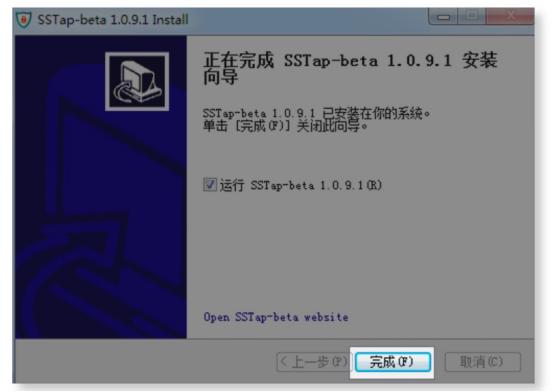 SSTap-beta 1.0.9.1 Install
正在完成 SSTap-beta 1.0.9.1 安装
向导
SSTap-beta 1.0.9.1 已安装在你的系统。
单击 [完成(F)] 关闭此向导。
运行 SSTap-beta 1.0.9.1(R)
Open SSTap-beta website
< 上一步(P) 完成(F) 取消(C)